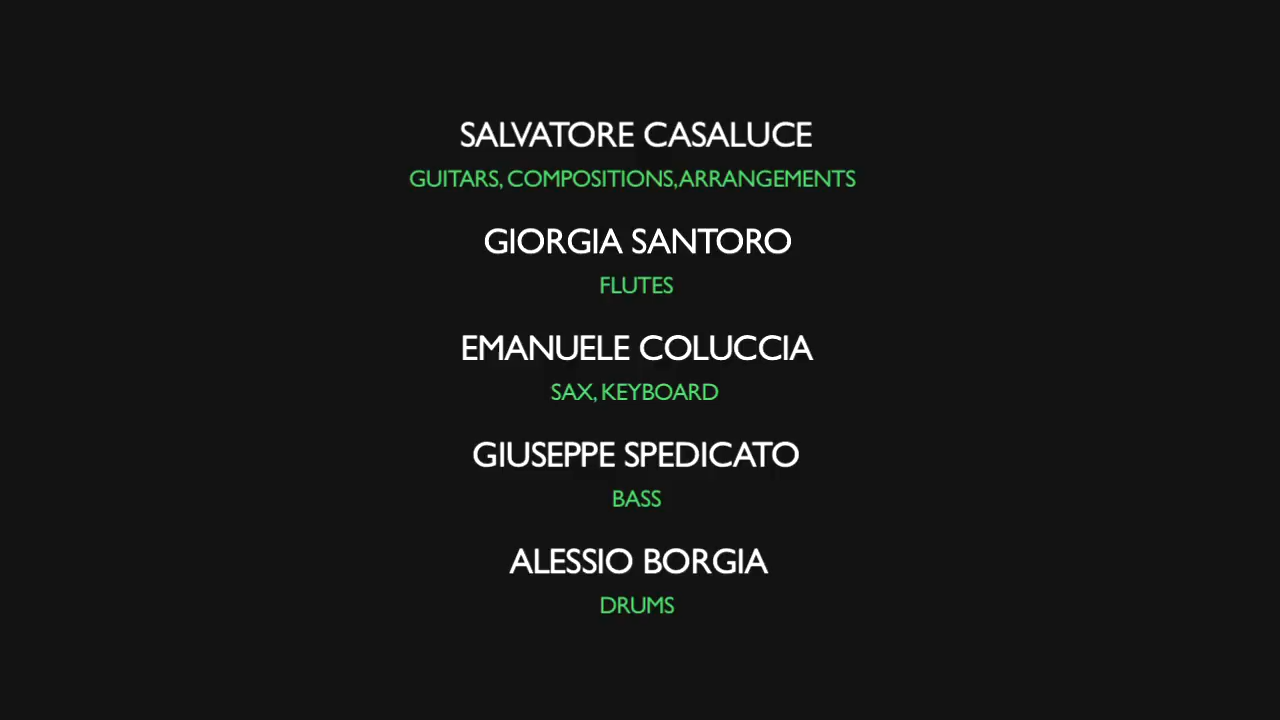 SALVATORE CASALUCE
GUITARS, COMPOSITIONS, ARRANGEMENTS
GIORGIA SANTORO
FLUTES
EMANUELE COLUCCIA
SAX, KEYBOARD
GIUSEPPE SPEDICATO
BASS
ALESSIO BORGIA
DRUMS